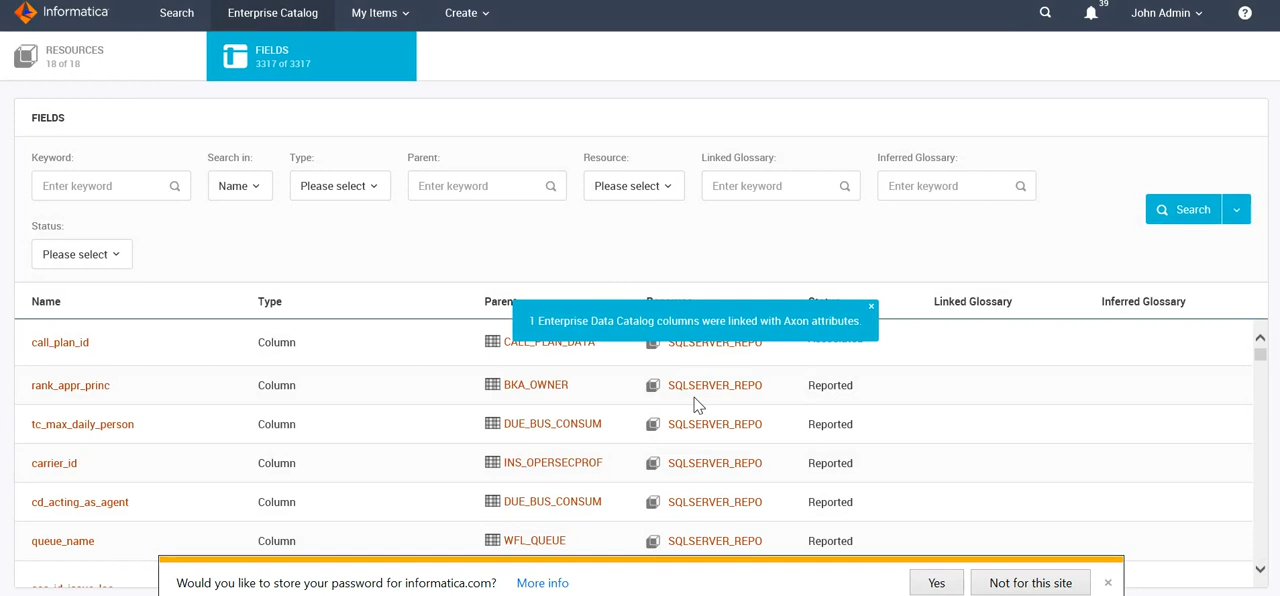 Informatica Search Enterprise Catalog My Items Create 39 John Admin ?
RESOURCES
18 of 18
FIELDS
3317 of 3317
FIELDS
Keyword: Search in: Type: Parent: Resource: Linked Glossary: Inferred Glossary:
Enter keyword Name Please select Enter keyword Please select Enter keyword Enter keyword
Search
Status:
Please select
Name Type Parent Linked Glossary Inferred Glossary
1 Enterprise Data Catalog columns were linked with Axon attributes. ×
call_plan_id Column CALL_PLAN_DATA SQLSERVER_REPO
rank_appr_princ Column BKA_OWNER SQLSERVER_REPO Reported
tc_max_daily_person Column DUE_BUS_CONSUM SQLSERVER_REPO Reported
carrier_id Column INS_OPERSECPROF SQLSERVER_REPO Reported
cd_acting_as_agent Column DUE_BUS_CONSUM SQLSERVER_REPO Reported
queue_name Column WFL_QUEUE SQLSERVER_REPO Reported
Would you like to store your password for informatica.com? More info Yes Not for this site ×